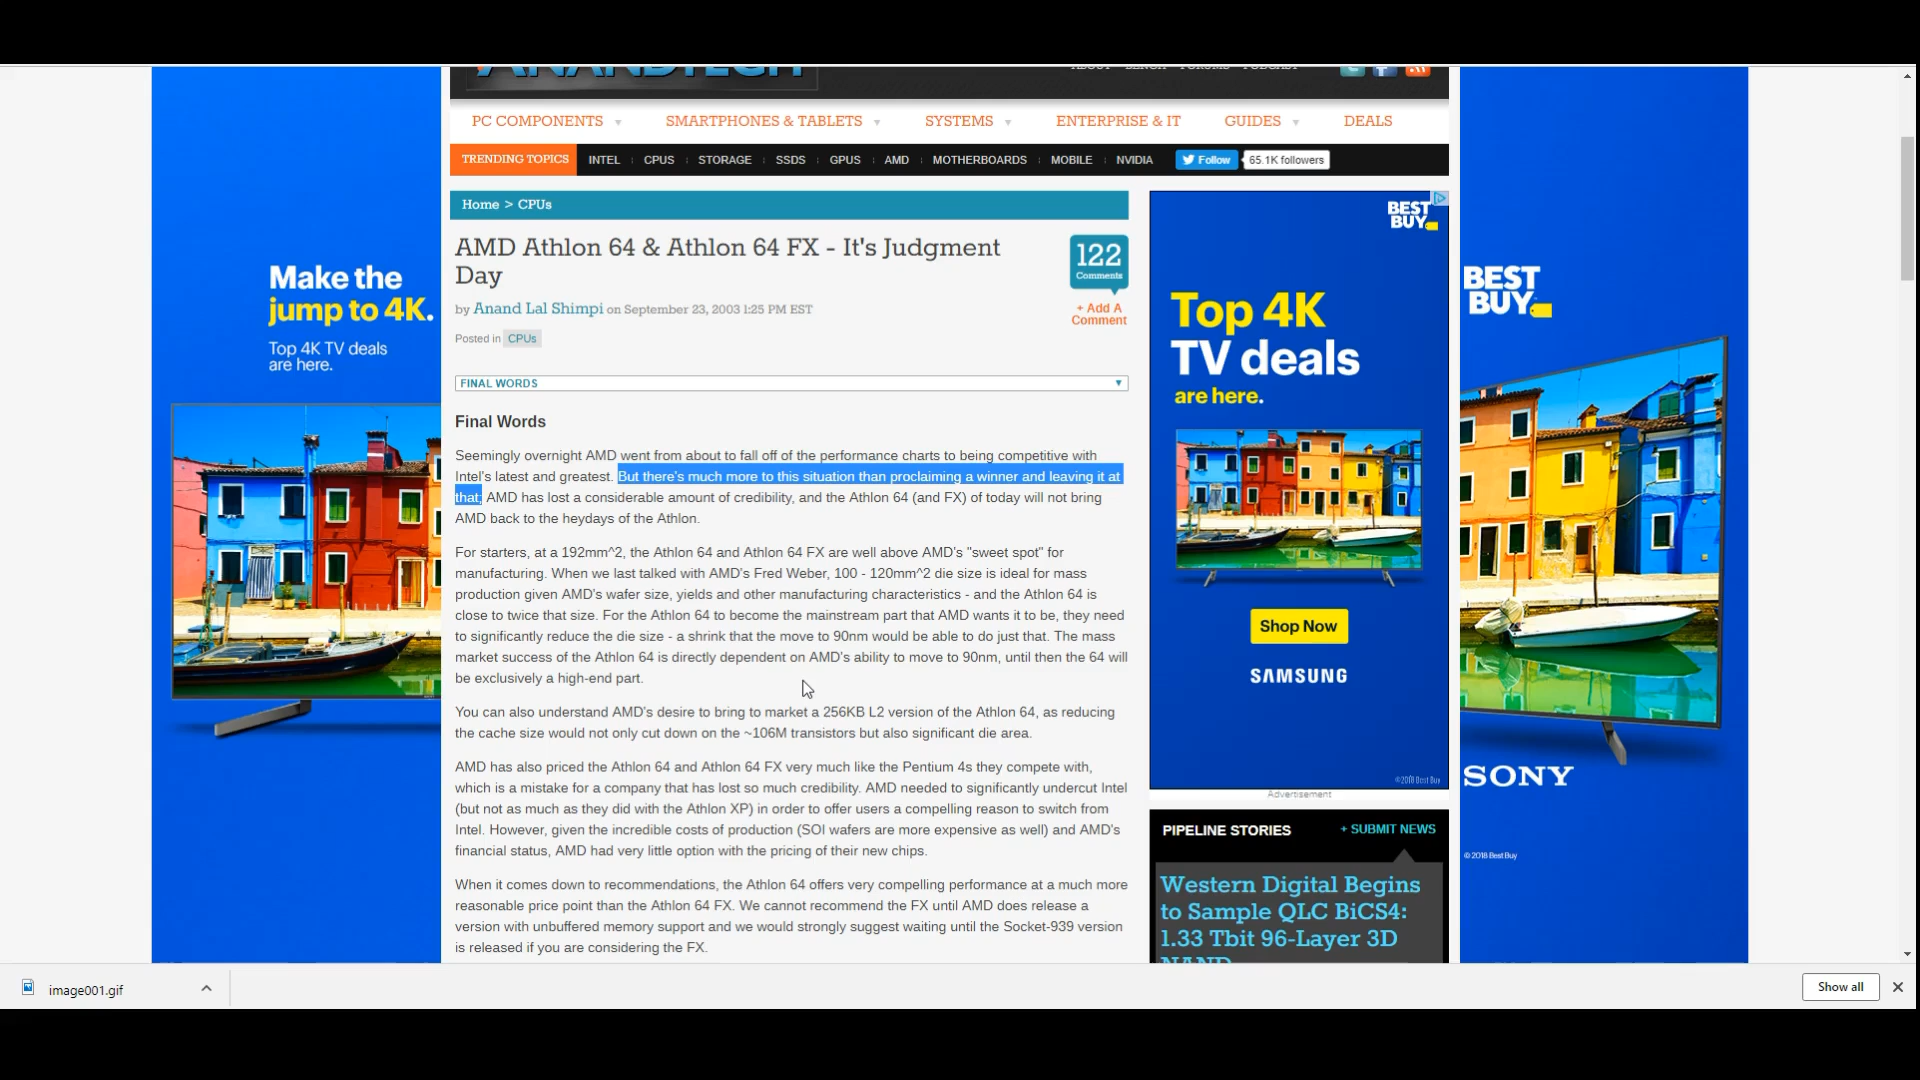 ANANDTECH
ABOUT BENCH FORUMS PODCAST
PC COMPONENTS SMARTPHONES & TABLETS SYSTEMS ENTERPRISE & IT GUIDES DEALS
TRENDING TOPICS INTEL CPUS STORAGE SSDS GPUS AMD MOTHERBOARDS MOBILE NVIDIA Follow 65.1K followers
Home > CPUs
AMD Athlon 64 & Athlon 64 FX - It's Judgment
Day
122
Comments
+ Add A
Comment
by Anand Lal Shimpi on September 23, 2003 1:25 PM EST
Posted in CPUs
FINAL WORDS
Final Words
Seemingly overnight AMD went from about to fall off of the performance charts to being competitive with
Intel's latest and greatest. But there's much more to this situation than proclaiming a winner and leaving it at
that; AMD has lost a considerable amount of credibility, and the Athlon 64 (and FX) of today will not bring
AMD back to the heydays of the Athlon.
For starters, at a 192mm^2, the Athlon 64 and Athlon 64 FX are well above AMD's "sweet spot" for
manufacturing. When we last talked with AMD's Fred Weber, 100 - 120mm^2 die size is ideal for mass
production given AMD's wafer size, yields and other manufacturing characteristics - and the Athlon 64 is
close to twice that size. For the Athlon 64 to become the mainstream part that AMD wants it to be, they need
to significantly reduce the die size - a shrink that the move to 90nm would be able to do just that. The mass
market success of the Athlon 64 is directly dependent on AMD's ability to move to 90nm, until then the 64 will
be exclusively a high-end part.
You can also understand AMD's desire to bring to market a 256KB L2 version of the Athlon 64, as reducing
the cache size would not only cut down on the ~106M transistors but also significant die area.
AMD has also priced the Athlon 64 and Athlon 64 FX very much like the Pentium 4s they compete with,
which is a mistake for a company that has lost so much credibility. AMD needed to significantly undercut Intel
(but not as much as they did with the Athlon XP) in order to offer users a compelling reason to switch from
Intel. However, given the incredible costs of production (SOI wafers are more expensive as well) and AMD's
financial status, AMD had very little option with the pricing of their new chips.
When it comes down to recommendations, the Athlon 64 offers very compelling performance at a much more
reasonable price point than the Athlon 64 FX. We cannot recommend the FX until AMD does release a
version with unbuffered memory support and we would strongly suggest waiting until the Socket-939 version
is released if you are considering the FX.
Make the
jump to 4K.
Top 4K TV deals
are here.
BEST
BUY
Top 4K
TV deals
are here.
Shop Now
SAMSUNG
©2018 Best Buy
Advertisement
PIPELINE STORIES + SUBMIT NEWS
Western Digital Begins
to Sample QLC BiCS4:
1.33 Tbit 96-Layer 3D
NAND
BEST
BUY
SONY
© 2018 Best Buy
image001.gif
Show all